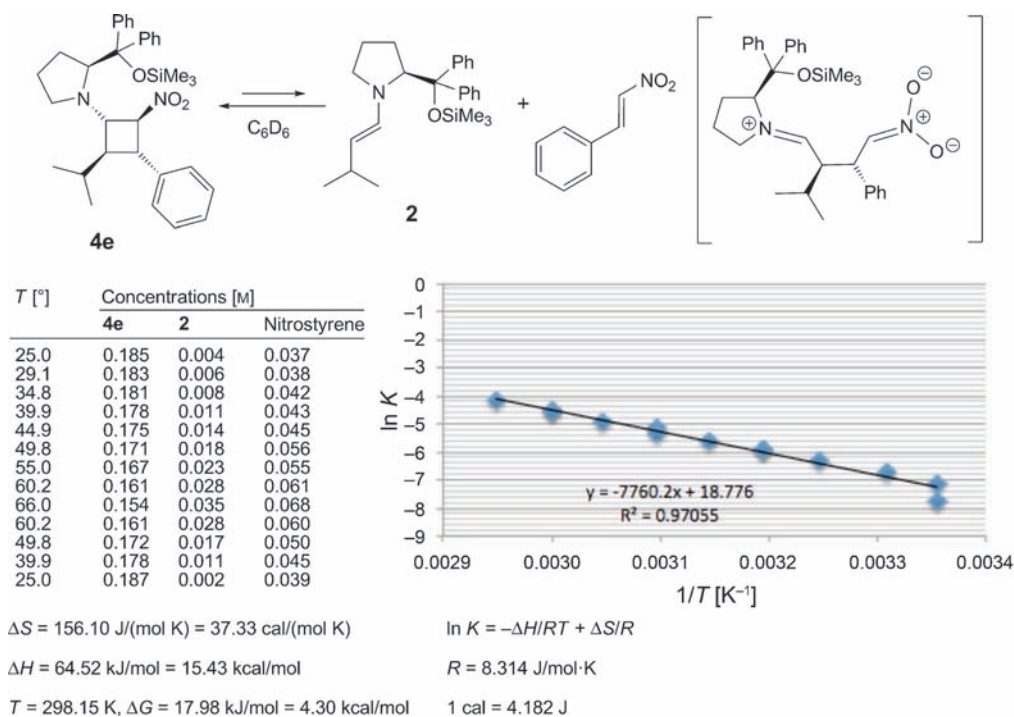 Ph
Ph
OSiMe₃
N
NO₂
4e
C₆D₆
N
Ph
Ph
OSiMe₃
2
+
NO₂
Ph
Ph
OSiMe₃
N
+
O⊖
N
+
O⊖
Ph
T [°] Concentrations [M]
4e 2 Nitrostyrene
25.0 0.185 0.004 0.037
29.1 0.183 0.006 0.038
34.8 0.181 0.008 0.042
39.9 0.178 0.011 0.043
44.9 0.175 0.014 0.045
49.8 0.171 0.018 0.056
55.0 0.167 0.023 0.055
60.2 0.161 0.028 0.061
66.0 0.154 0.035 0.068
60.2 0.161 0.028 0.060
49.8 0.172 0.017 0.050
39.9 0.178 0.011 0.045
25.0 0.187 0.002 0.039
ln K
0
–1
–2
–3
–4
–5
–6
–7
–8
–9
y = -7760.2x + 18.776
R² = 0.97055
0.0029 0.0030 0.0031 0.0032 0.0033 0.0034
1/T [K⁻¹]
ΔS = 156.10 J/(mol K) = 37.33 cal/(mol K)
ln K = –ΔH/RT + ΔS/R
ΔH = 64.52 kJ/mol = 15.43 kcal/mol
R = 8.314 J/mol·K
T = 298.15 K, ΔG = 17.98 kJ/mol = 4.30 kcal/mol
1 cal = 4.182 J